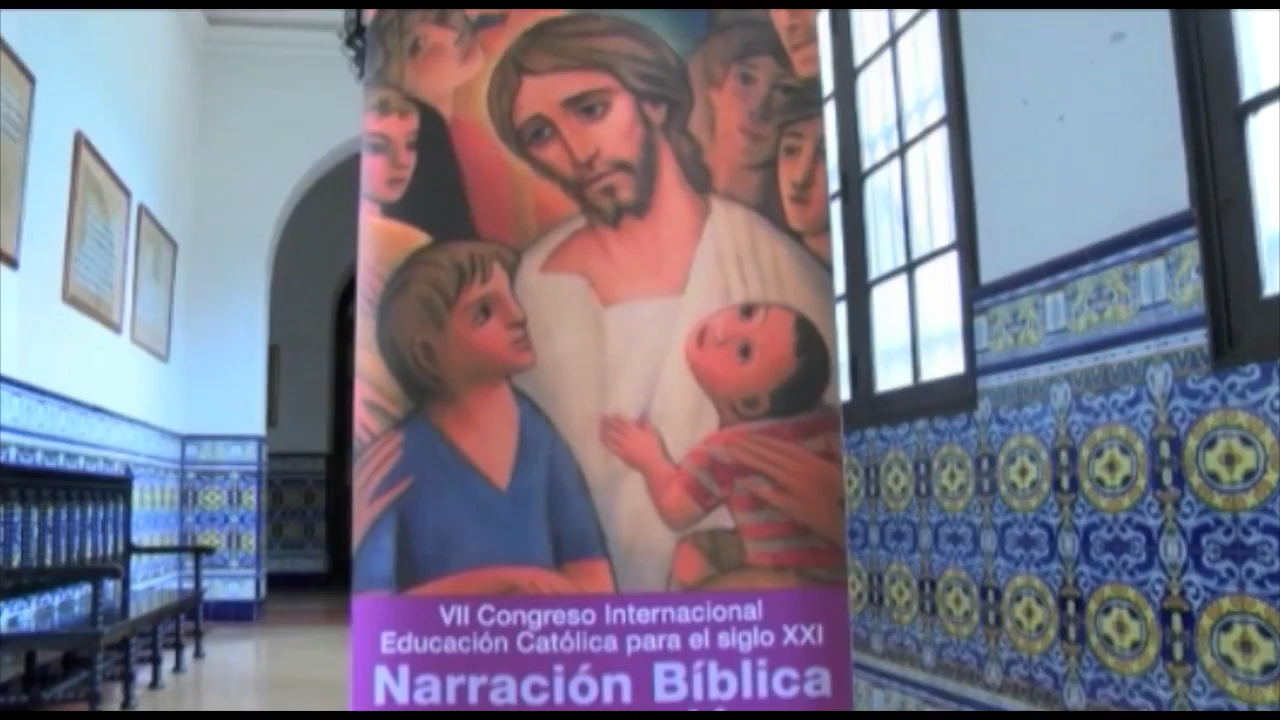 VII Congreso Internacional
Educación Católica para el siglo XXI
Narración Bíblica